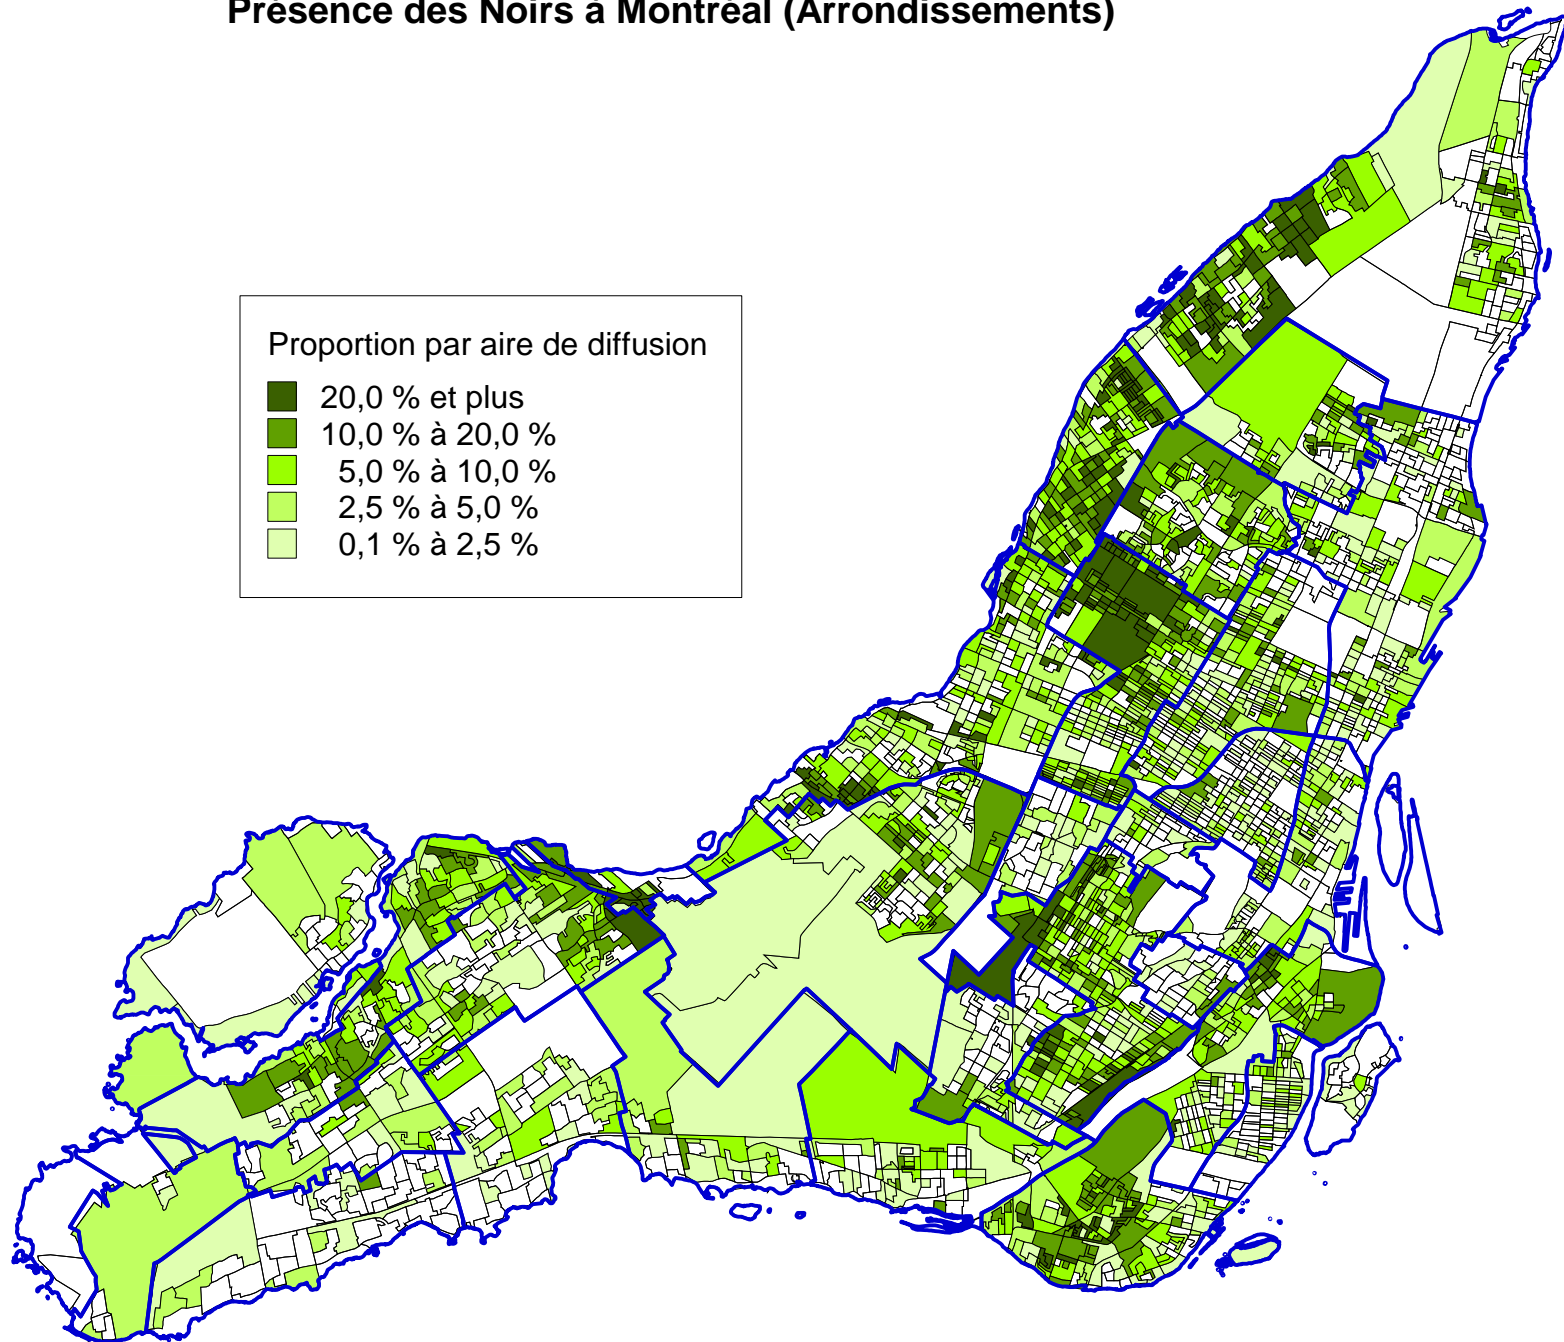 Présence des Noirs à Montréal (Arrondissements)
Proportion par aire de diffusion
20,0 % et plus
10,0 % à 20,0 %
5,0 % à 10,0 %
2,5 % à 5,0 %
0,1 % à 2,5 %